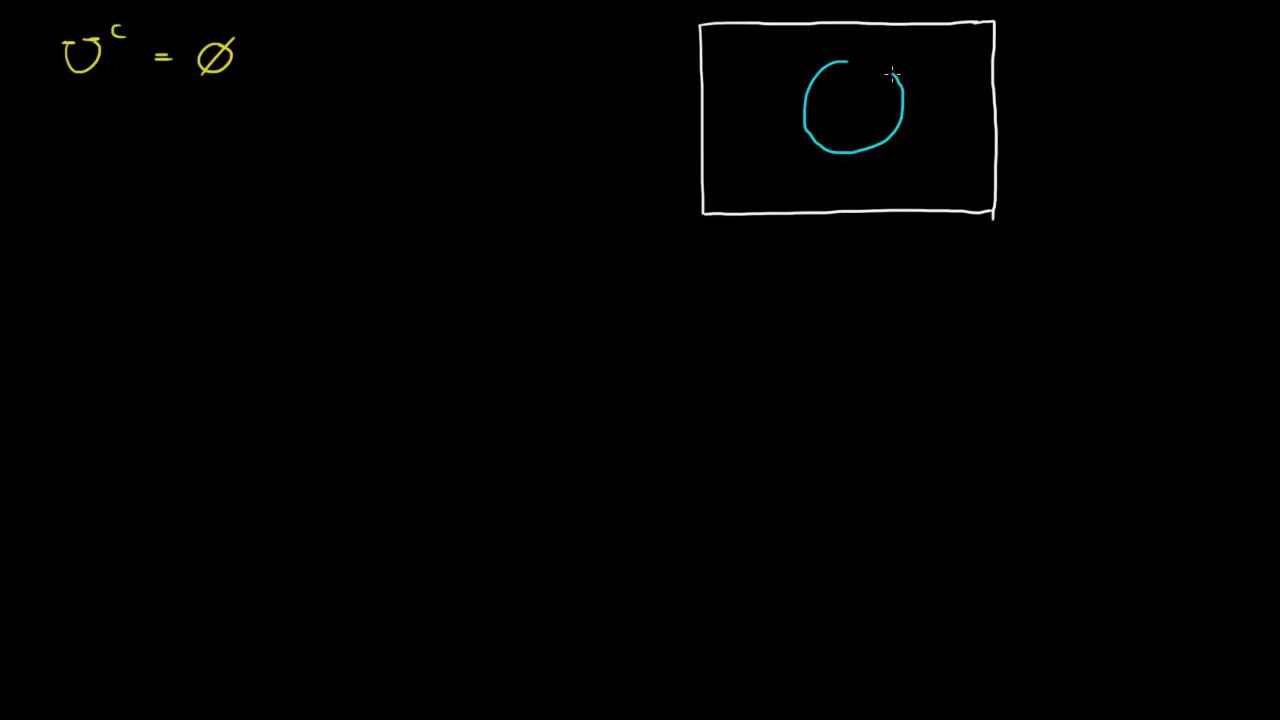 U^c = ∅